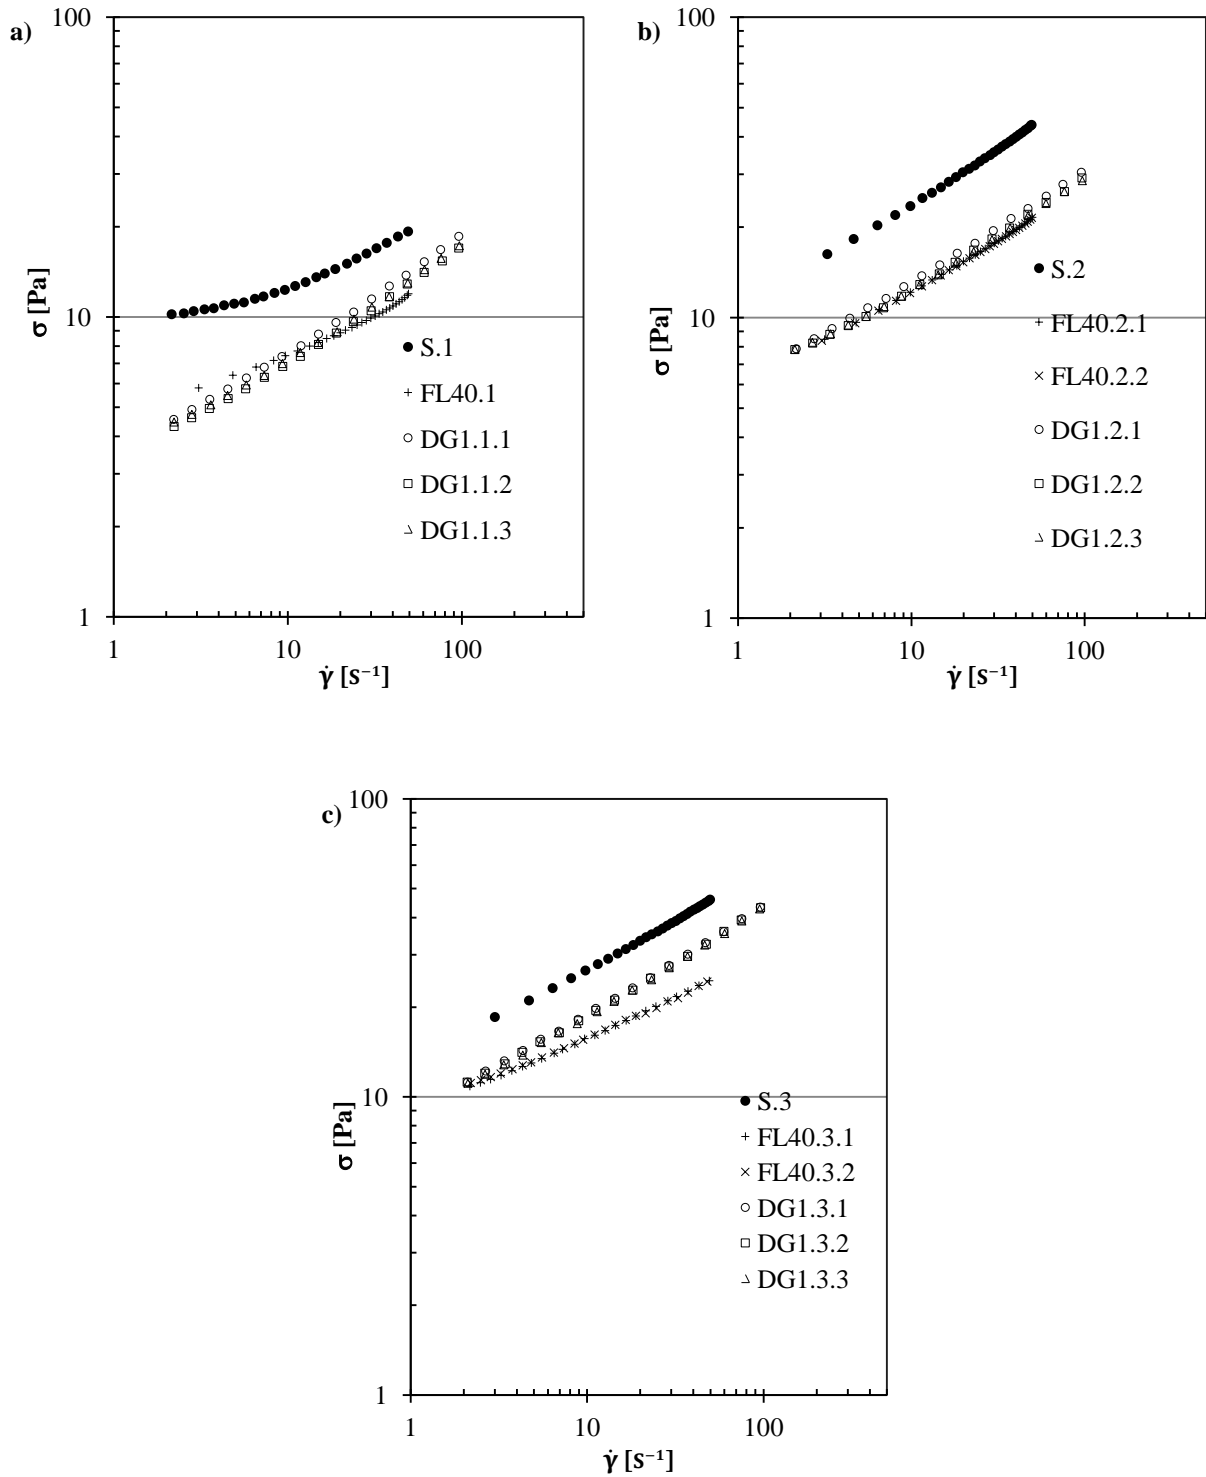 a)
100
10
1
σ [Pa]
S.1
FL40.1
DG1.1.1
DG1.1.2
DG1.1.3
1
10
100
γ̇ [s⁻¹]
b)
100
10
1
σ [Pa]
S.2
FL40.2.1
FL40.2.2
DG1.2.1
DG1.2.2
DG1.2.3
1
10
100
γ̇ [s⁻¹]
c)
100
10
1
σ [Pa]
S.3
FL40.3.1
FL40.3.2
DG1.3.1
DG1.3.2
DG1.3.3
1
10
100
γ̇ [s⁻¹]